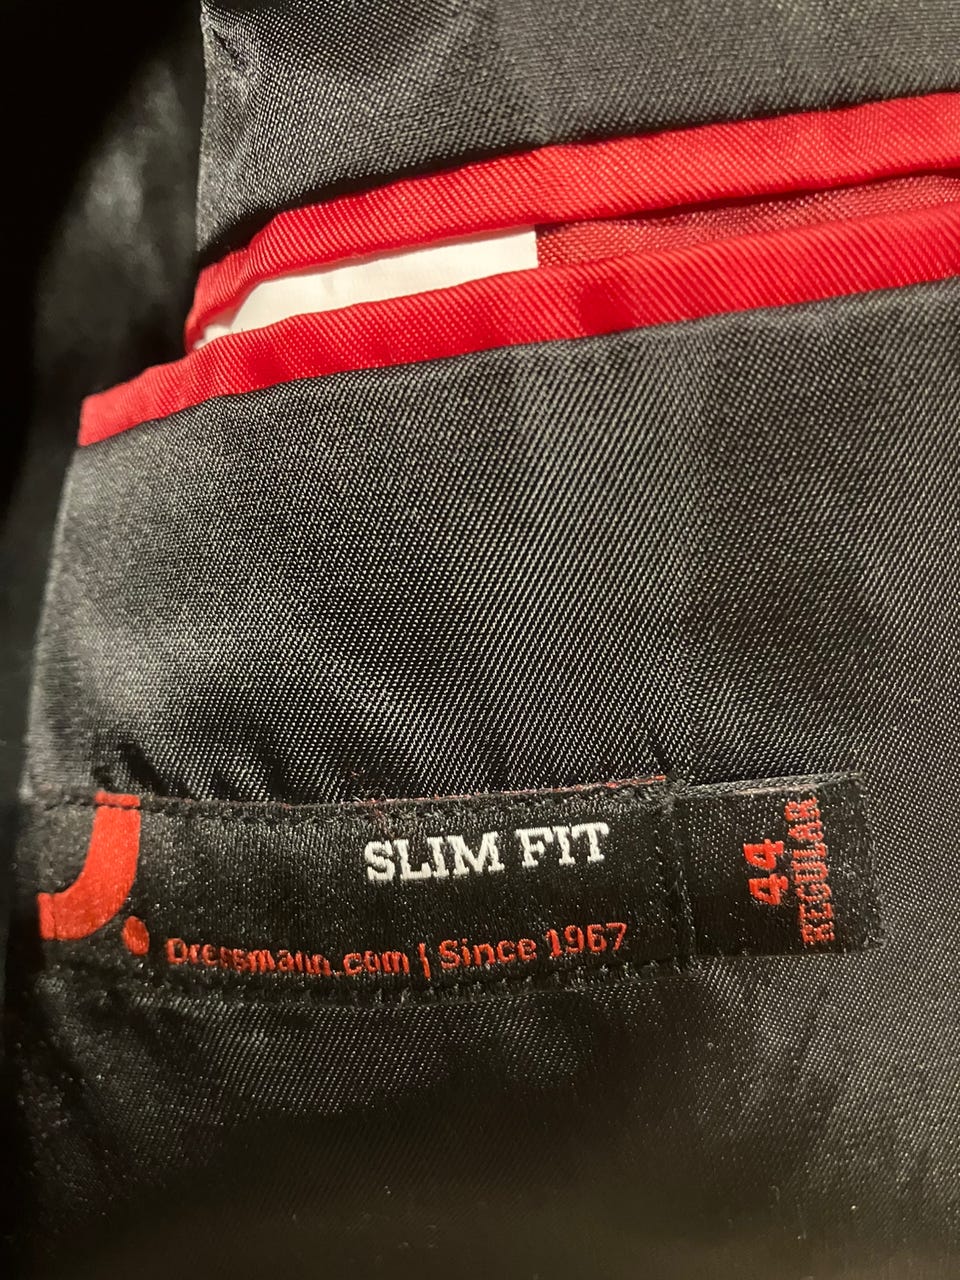 SLIM FIT
J.
Dressmann.com | Since 1967
44
REGULAR